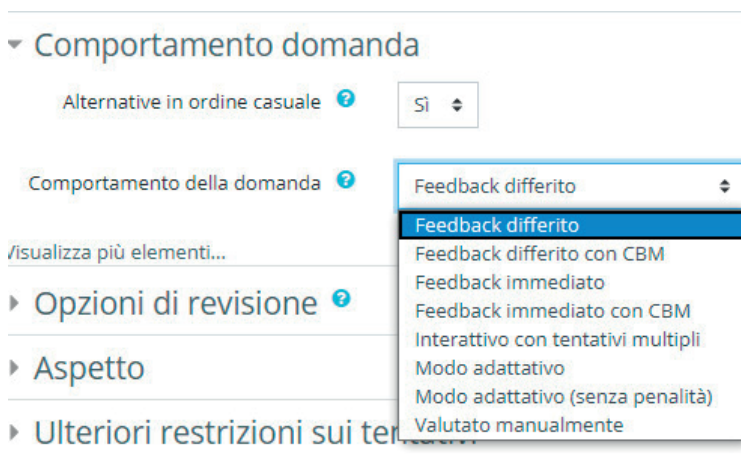 Comportamento domanda
Alternative in ordine casuale
Sì
Comportamento della domanda
Feedback differito
Feedback differito
Feedback differito con CBM
Feedback immediato
Feedback immediato con CBM
Interattivo con tentativi multipli
Modo adattativo
Modo adattativo (senza penalità)
Valutato manualmente
Visualizza più elementi...
Opzioni di revisione
Aspetto
Ulteriori restrizioni sui tentativi